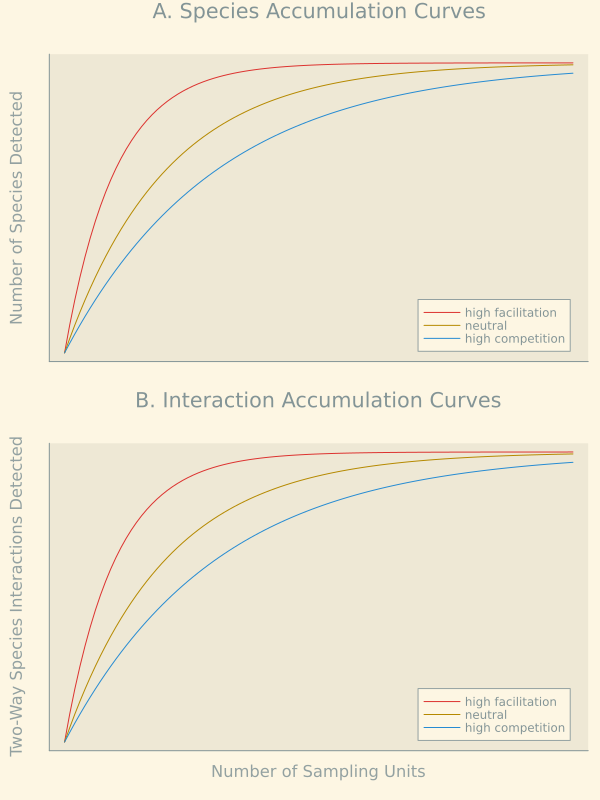 A. Species Accumulation Curves
Number of Species Detected
high facilitation
neutral
high competition
B. Interaction Accumulation Curves
Two-Way Species Interactions Detected
high facilitation
neutral
high competition
Number of Sampling Units